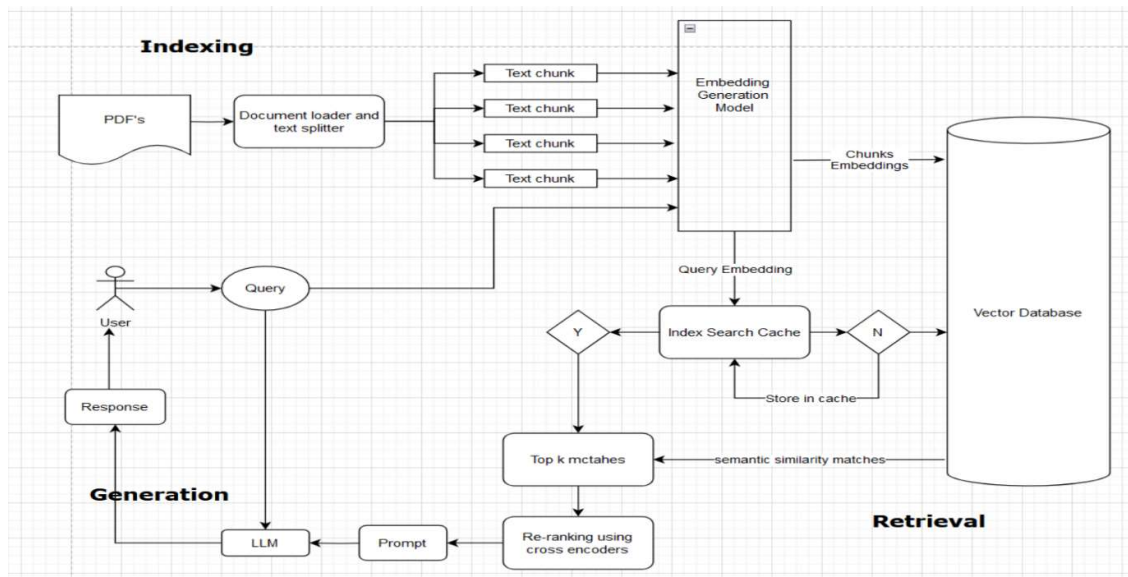 Indexing
PDF's
Document loader and
text splitter
Text chunk
Text chunk
Text chunk
Text chunk
Embedding
Generation
Model
Chunks
Embeddings
Vector Database
User
Query
Query Embedding
Index Search Cache
Y
N
Store in cache
Response
Top k mctahes
semantic similarity matches
Generation
Retrieval
LLM
Prompt
Re-ranking using
cross encoders